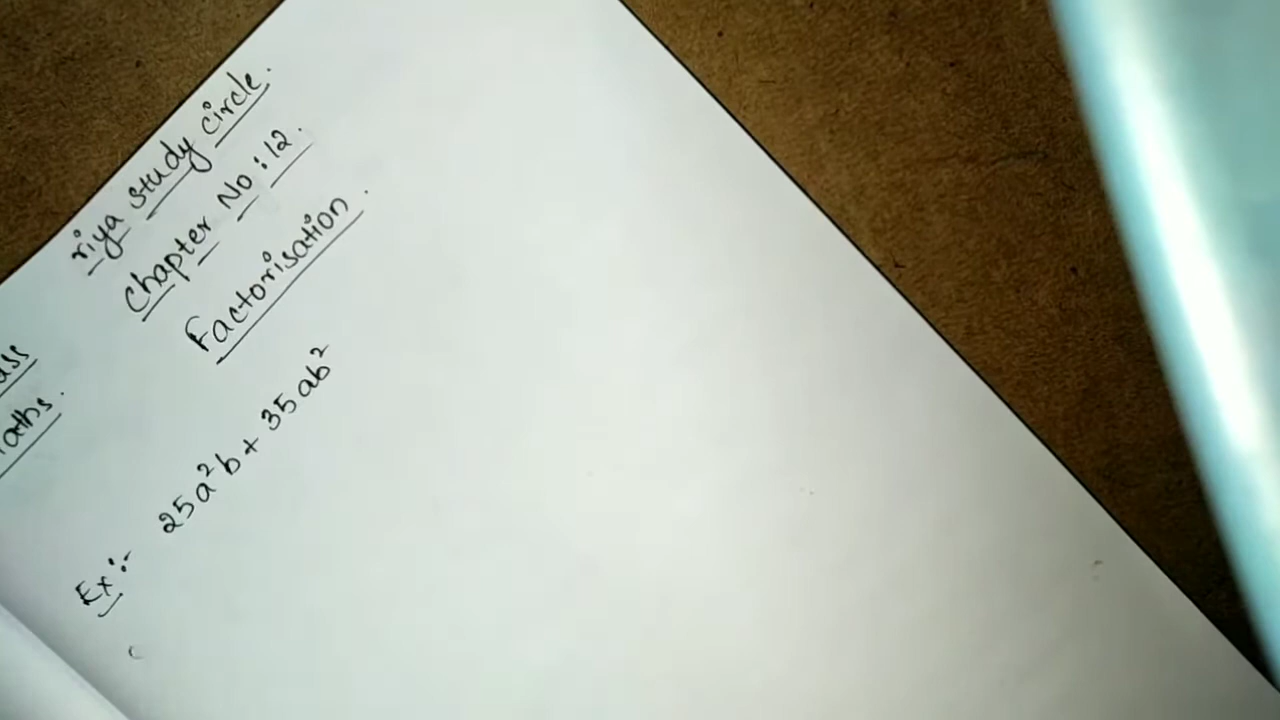 riya study circle.
Chapter No : 12.
Factorisation.
Ex :- 25a²b + 35ab²